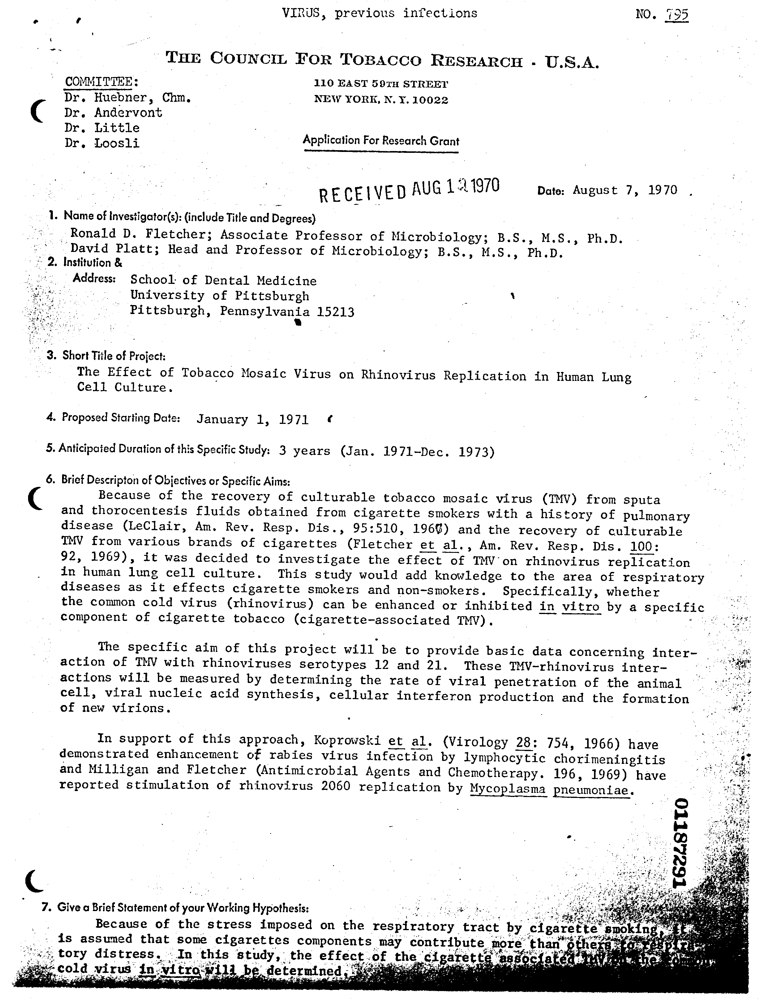 VIRUS, previous infections NO. 795
THE COUNCIL FOR TOBACCO RESEARCH - U.S.A.
COMMITTEE:
Dr. Huebner, Chm.
Dr. Andervont
Dr. Little
Dr. Loosli
110 EAST 59TH STREET
NEW YORK, N. Y. 10022
Application For Research Grant
RECEIVED AUG 12 1970
Date: August 7, 1970
1. Name of Investigator(s): (include Title and Degrees)
Ronald D. Fletcher; Associate Professor of Microbiology; B.S., M.S., Ph.D.
David Platt; Head and Professor of Microbiology; B.S., M.S., Ph.D.
2. Institution &
Address: School of Dental Medicine
University of Pittsburgh
Pittsburgh, Pennsylvania 15213
3. Short Title of Project:
The Effect of Tobacco Mosaic Virus on Rhinovirus Replication in Human Lung
Cell Culture.
4. Proposed Starting Date: January 1, 1971
5. Anticipated Duration of this Specific Study: 3 years (Jan. 1971-Dec. 1973)
6. Brief Descripton of Objectives or Specific Aims:
Because of the recovery of culturable tobacco mosaic virus (TMV) from sputa
and thorocentesis fluids obtained from cigarette smokers with a history of pulmonary
disease (LeClair, Am. Rev. Resp. Dis., 95:510, 1967) and the recovery of culturable
TMV from various brands of cigarettes (Fletcher et al., Am. Rev. Resp. Dis. 100:
92, 1969), it was decided to investigate the effect of TMV on rhinovirus replication
in human lung cell culture. This study would add knowledge to the area of respiratory
diseases as it effects cigarette smokers and non-smokers. Specifically, whether
the common cold virus (rhinovirus) can be enhanced or inhibited in vitro by a specific
component of cigarette tobacco (cigarette-associated TMV).
The specific aim of this project will be to provide basic data concerning inter-
action of TMV with rhinoviruses serotypes 12 and 21. These TMV-rhinovirus inter-
actions will be measured by determining the rate of viral penetration of the animal
cell, viral nucleic acid synthesis, cellular interferon production and the formation
of new virions.
In support of this approach, Koprowski et al. (Virology 28: 754, 1966) have
demonstrated enhancement of rabies virus infection by lymphocytic chorimeningitis
and Milligan and Fletcher (Antimicrobial Agents and Chemotherapy. 196, 1969) have
reported stimulation of rhinovirus 2060 replication by Mycoplasma pneumoniae.
01187291
7. Give a Brief Statement of your Working Hypothesis:
Because of the stress imposed on the respiratory tract by cigarette smoking, it
is assumed that some cigarettes components may contribute more than others to respira-
tory distress. In this study, the effect of the cigarette associated TMV on the common
cold virus in vitro will be determined.